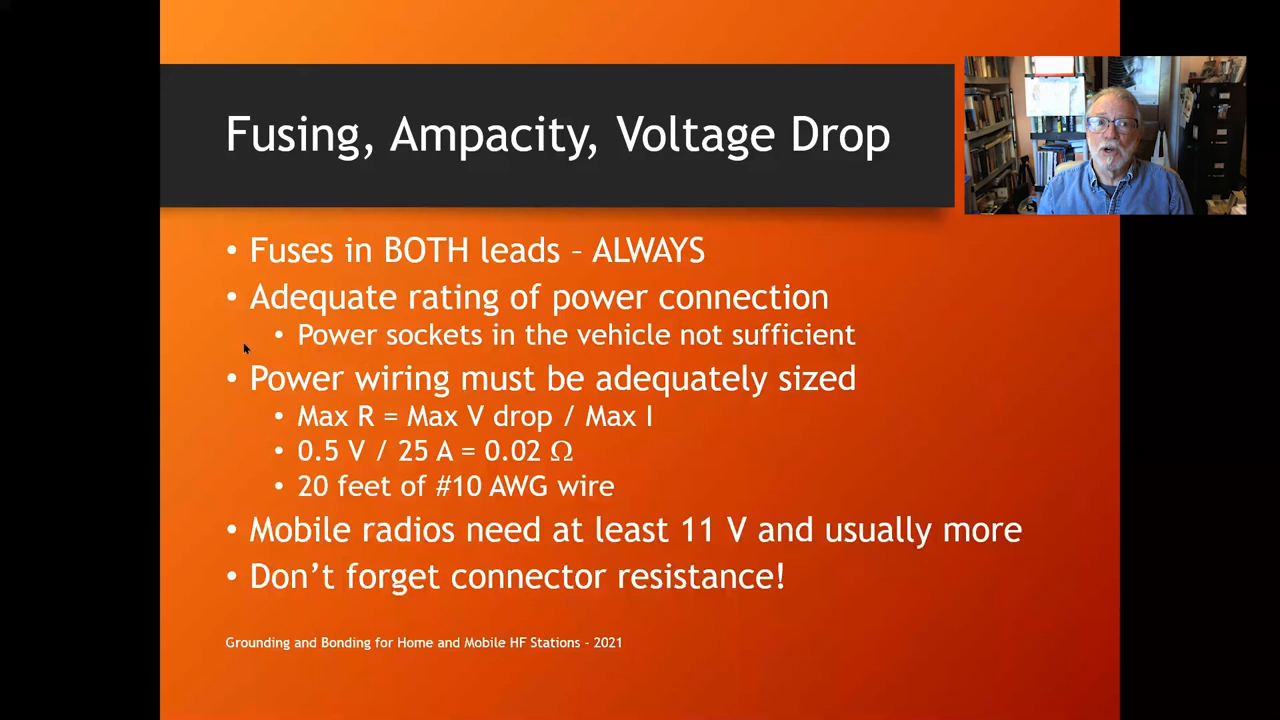 Fusing, Ampacity, Voltage Drop
• Fuses in BOTH leads – ALWAYS
• Adequate rating of power connection
• Power sockets in the vehicle not sufficient
• Power wiring must be adequately sized
• Max R = Max V drop / Max I
• 0.5 V / 25 A = 0.02 Ω
• 20 feet of #10 AWG wire
• Mobile radios need at least 11 V and usually more
• Don’t forget connector resistance!
Grounding and Bonding for Home and Mobile HF Stations - 2021